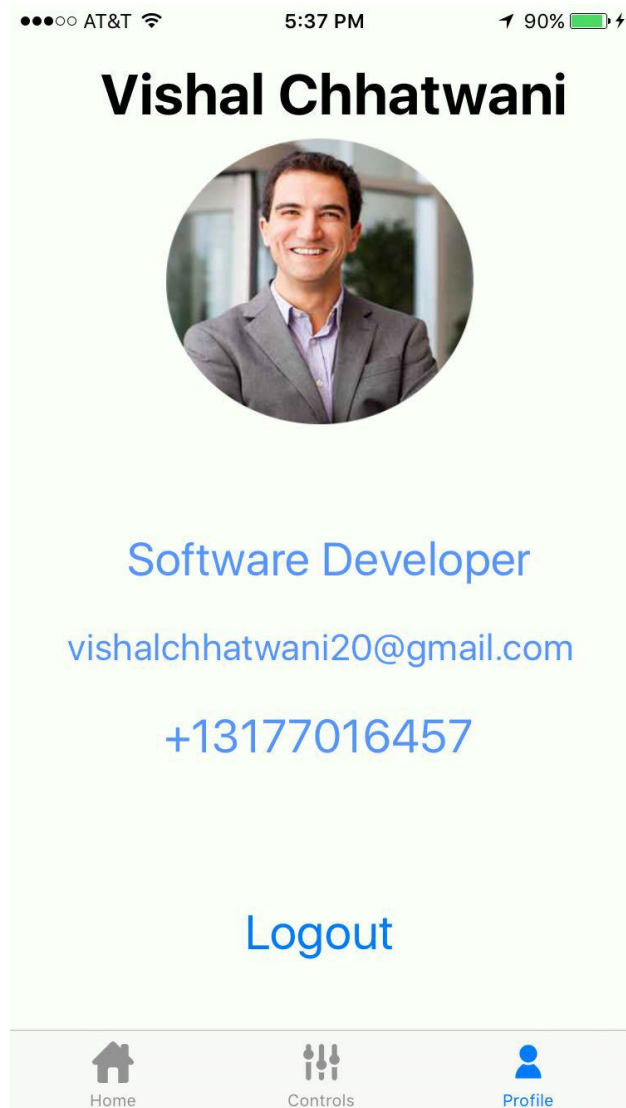 ●●●○○ AT&T 5:37 PM 90%
Vishal Chhatwani
Software Developer
vishalchhatwani20@gmail.com
+13177016457
Logout
Home Controls Profile